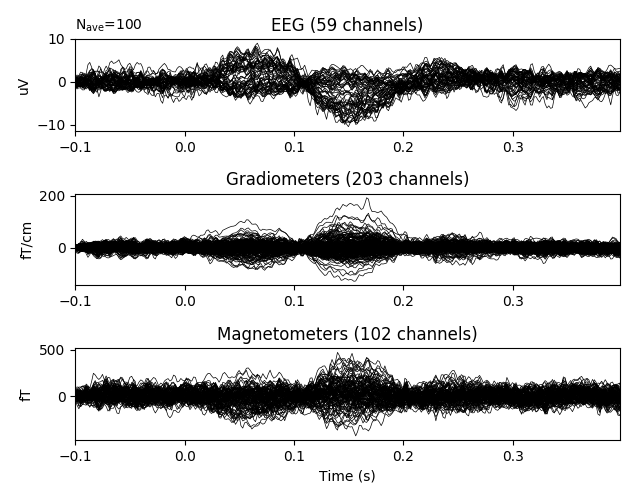 N_ave=100
EEG (59 channels)
10
0
−10
uV
−0.1 0.0 0.1 0.2 0.3
Gradiometers (203 channels)
200
0
fT/cm
−0.1 0.0 0.1 0.2 0.3
Magnetometers (102 channels)
500
0
fT
−0.1 0.0 0.1 0.2 0.3
Time (s)